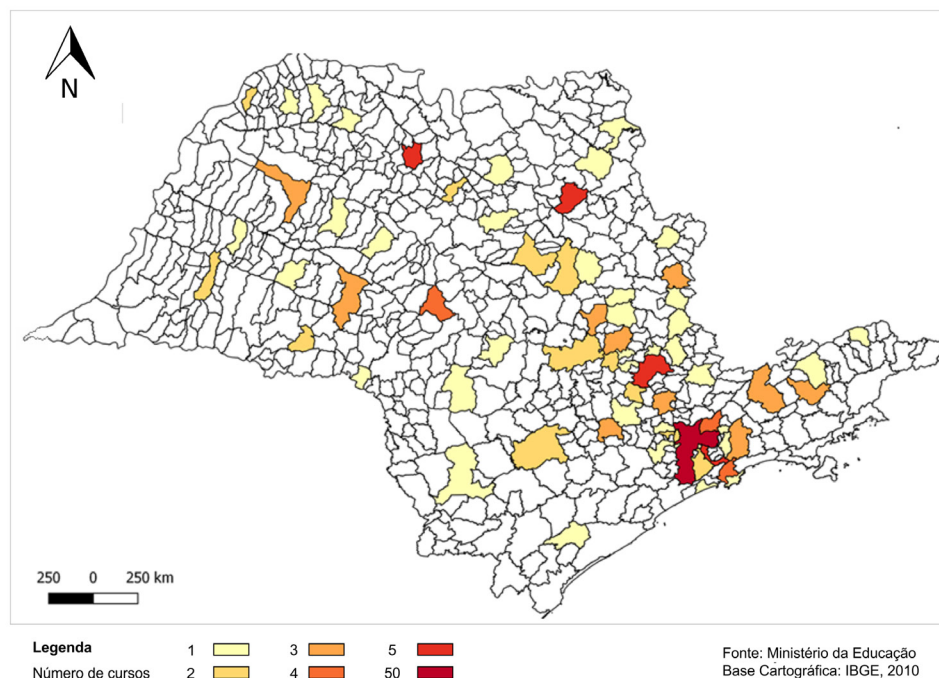 N
250 0 250 km
Legenda
Número de cursos
1 3 5
2 4 50
Fonte: Ministério da Educação
Base Cartográfica: IBGE, 2010